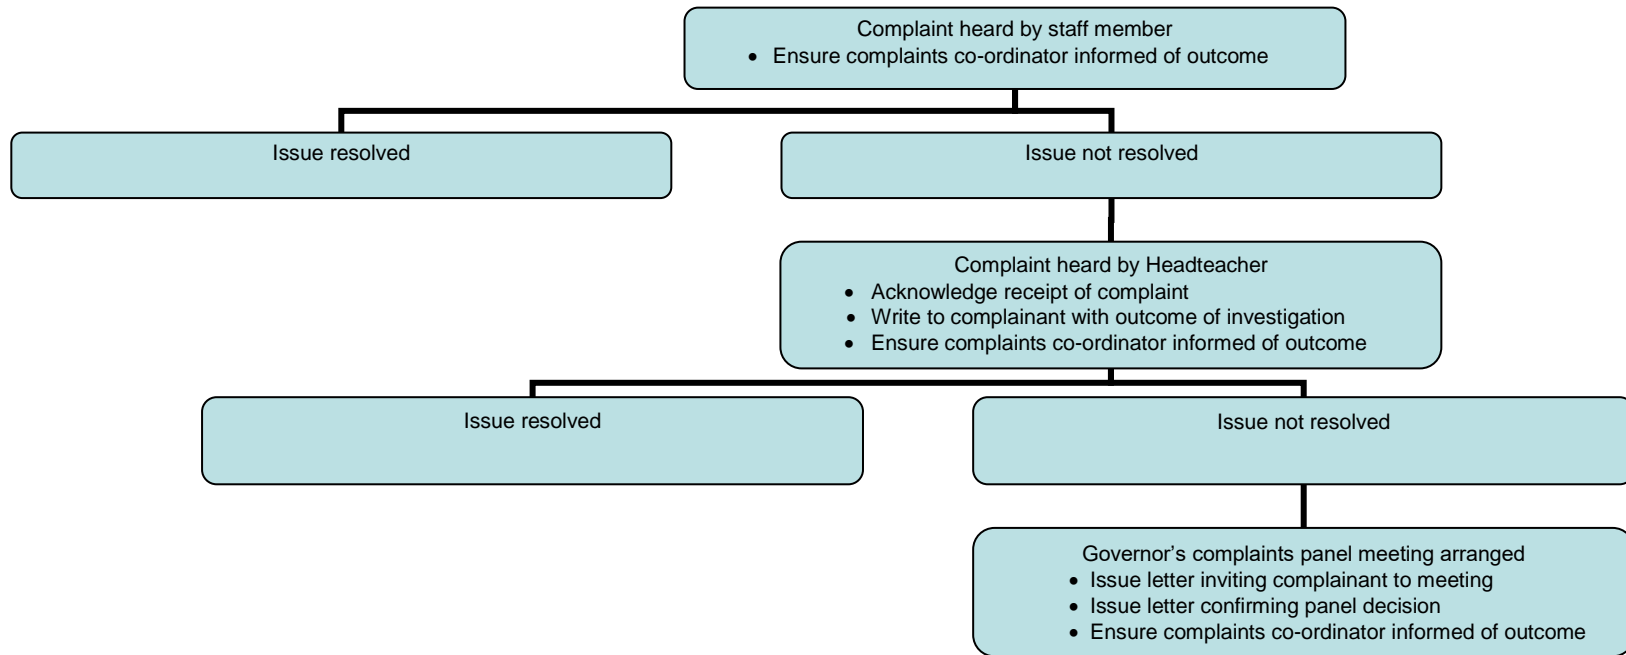 Complaint heard by staff member
• Ensure complaints co-ordinator informed of outcome
Issue resolved
Issue not resolved
Complaint heard by Headteacher
• Acknowledge receipt of complaint
• Write to complainant with outcome of investigation
• Ensure complaints co-ordinator informed of outcome
Issue resolved
Issue not resolved
Governor’s complaints panel meeting arranged
• Issue letter inviting complainant to meeting
• Issue letter confirming panel decision
• Ensure complaints co-ordinator informed of outcome